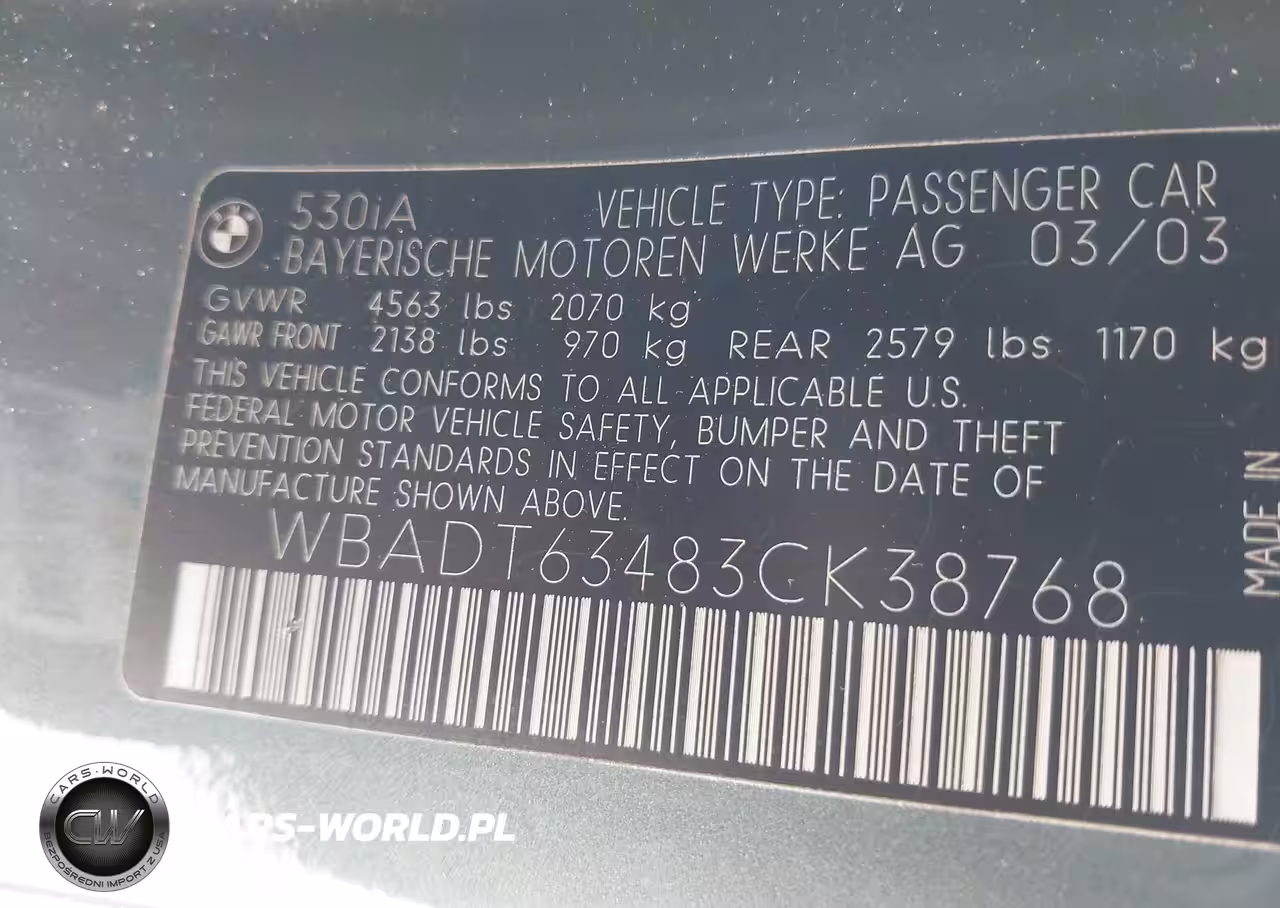 530iA VEHICLE TYPE: PASSENGER CAR
BAYERISCHE MOTOREN WERKE AG 03/03
GVWR 4563 lbs 2070 kg
GAWR FRONT 2138 lbs 970 kg REAR 2579 lbs 1170 kg
THIS VEHICLE CONFORMS TO ALL APPLICABLE U.S.
FEDERAL MOTOR VEHICLE SAFETY, BUMPER AND THEFT
PREVENTION STANDARDS IN EFFECT ON THE DATE OF
MANUFACTURE SHOWN ABOVE.
WBADT63483CK38768
MADE IN
CARS-WORLD
CW
BEZPOŚREDNI IMPORT Z USA
CARS-WORLD.PL